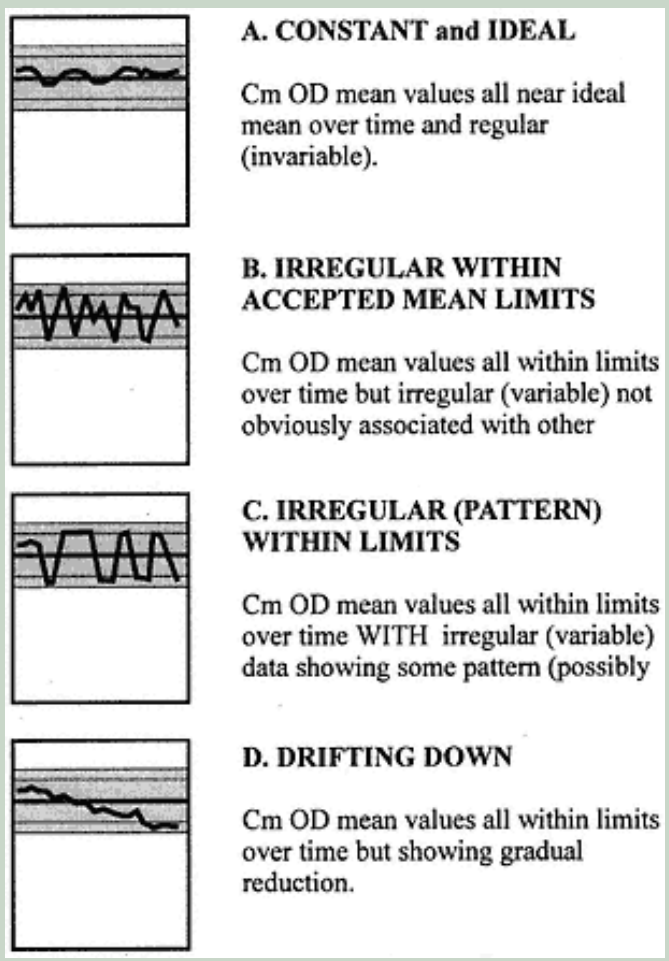 A. CONSTANT and IDEAL
Cm OD mean values all near ideal
mean over time and regular
(invariable).
B. IRREGULAR WITHIN
ACCEPTED MEAN LIMITS
Cm OD mean values all within limits
over time but irregular (variable) not
obviously associated with other
C. IRREGULAR (PATTERN)
WITHIN LIMITS
Cm OD mean values all within limits
over time WITH irregular (variable)
data showing some pattern (possibly
D. DRIFTING DOWN
Cm OD mean values all within limits
over time but showing gradual
reduction.